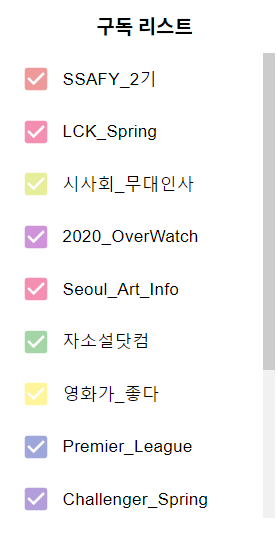 구독 리스트
SSAFY_2기
LCK_Spring
시사회_무대인사
2020_OverWatch
Seoul_Art_Info
자소설닷컴
영화가_좋다
Premier_League
Challenger_Spring